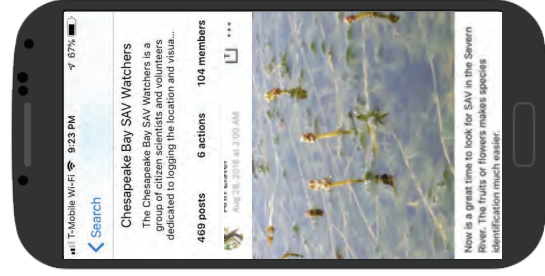 T-Mobile Wi-Fi 9:23 PM 67%
Search
Chesapeake Bay SAV Watchers
The Chesapeake Bay SAV Watchers is a
group of citizen scientists and volunteers
dedicated to logging the location and visua...
469 posts 6 actions 104 members
Aug 28, 2016 at 2:00 AM
Now is a great time to look for SAV in the Severn
River. The fruits or flowers makes species
identification much easier.